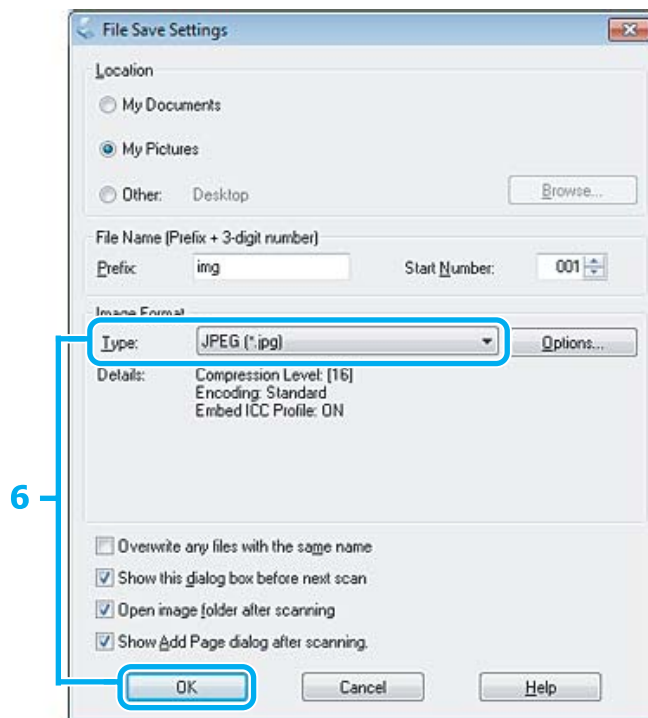 File Save Settings
Location
My Documents
My Pictures
Other: Desktop Browse...
File Name (Prefix + 3-digit number)
Prefix: img Start Number: 001
Image Format
Type: JPEG (*.jpg) Options...
Details: Compression Level: [16]
Encoding: Standard
Embed ICC Profile: ON
6
Overwrite any files with the same name
Show this dialog box before next scan
Open image folder after scanning
Show Add Page dialog after scanning.
OK Cancel Help